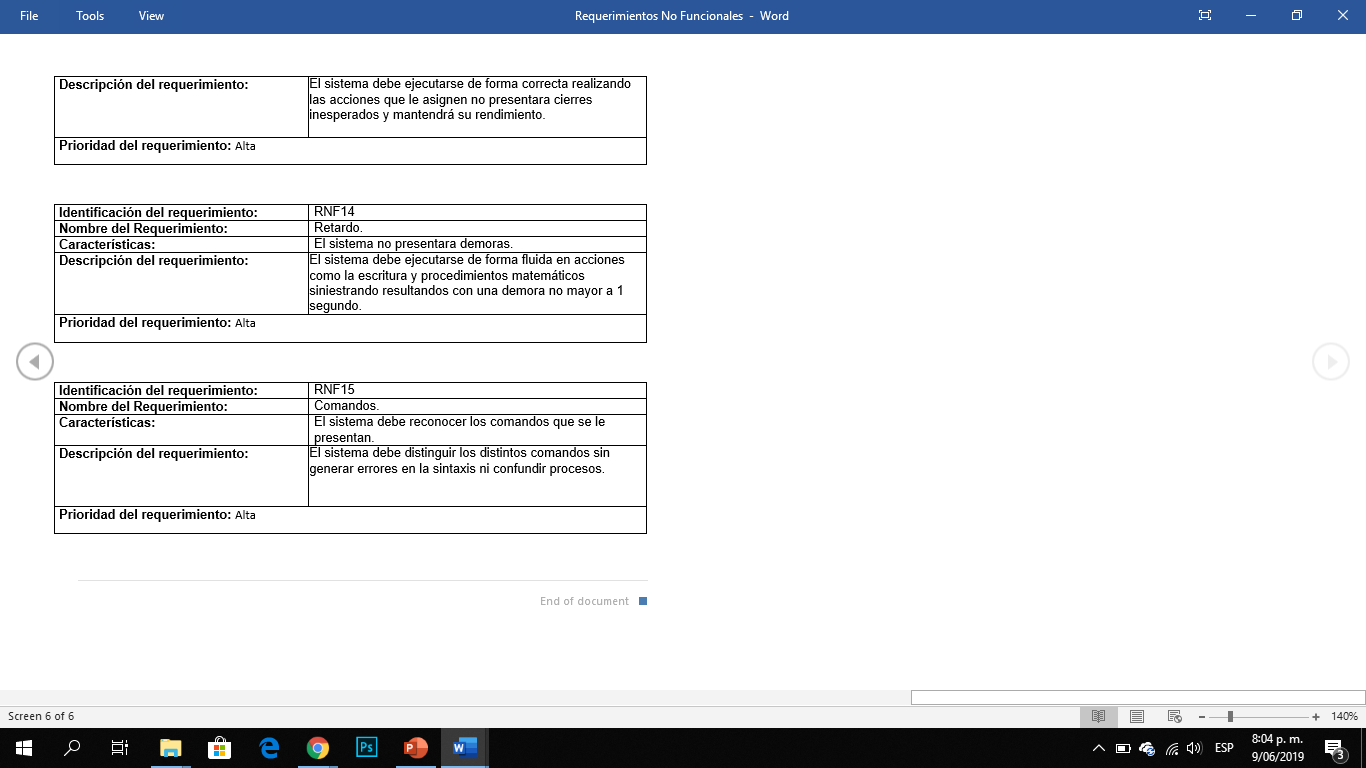 File Tools View Requerimientos No Funcionales - Word
Descripción del requerimiento: El sistema debe ejecutarse de forma correcta realizando
las acciones que le asignen no presentara cierres
inesperados y mantendrá su rendimiento.
Prioridad del requerimiento: Alta
Identificación del requerimiento: RNF14
Nombre del Requerimiento: Retardo.
Características: El sistema no presentara demoras.
Descripción del requerimiento: El sistema debe ejecutarse de forma fluida en acciones
como la escritura y procedimientos matemáticos
siniestrando resultandos con una demora no mayor a 1
segundo.
Prioridad del requerimiento: Alta
Identificación del requerimiento: RNF15
Nombre del Requerimiento: Comandos.
Características: El sistema debe reconocer los comandos que se le
presentan.
Descripción del requerimiento: El sistema debe distinguir los distintos comandos sin
generar errores en la sintaxis ni confundir procesos.
Prioridad del requerimiento: Alta
End of document
Screen 6 of 6 140%
Ps P W ESP 8:04 p. m.
9/06/2019 3